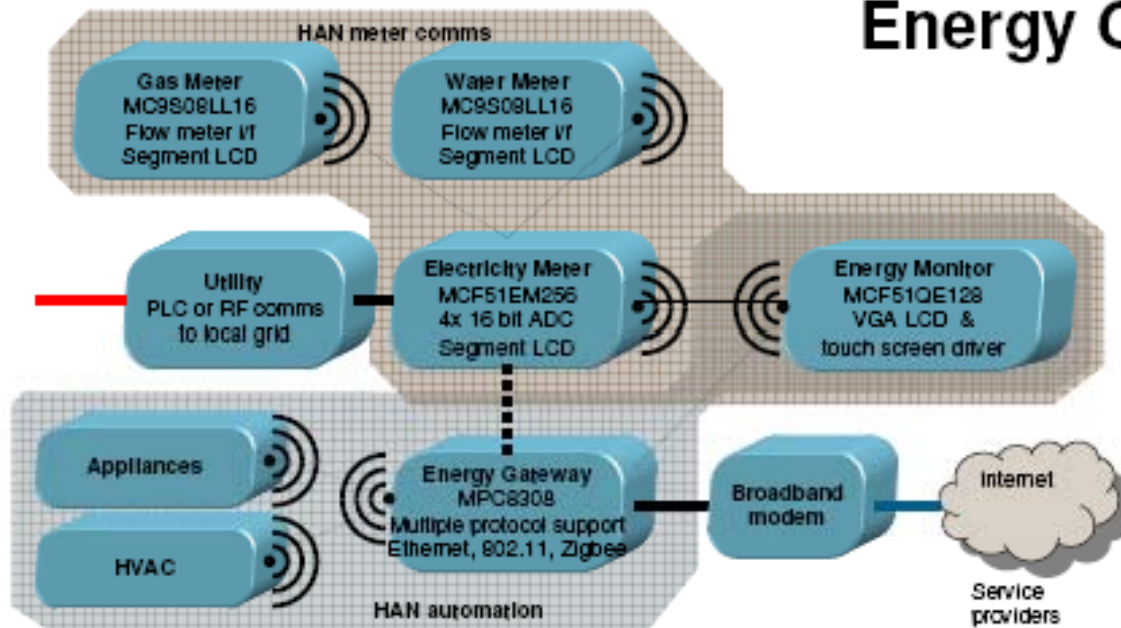 Energy C
HAN meter comms
Gas Meter
MC9S08LL16
Flow meter i/f
Segment LCD
Water Meter
MC9S08LL16
Flow meter i/f
Segment LCD
Utility
PLC or RF comms
to local grid
Electricity Meter
MCF51EM256
4x 16 bit ADC
Segment LCD
Energy Monitor
MCF51QE128
VGA LCD &
touch screen driver
Appliances
HVAC
Energy Gateway
MPC8308
Multiple protocol support
Ethernet, 802.11, Zigbee
Broadband
modem
Internet
Service
providers
HAN automation